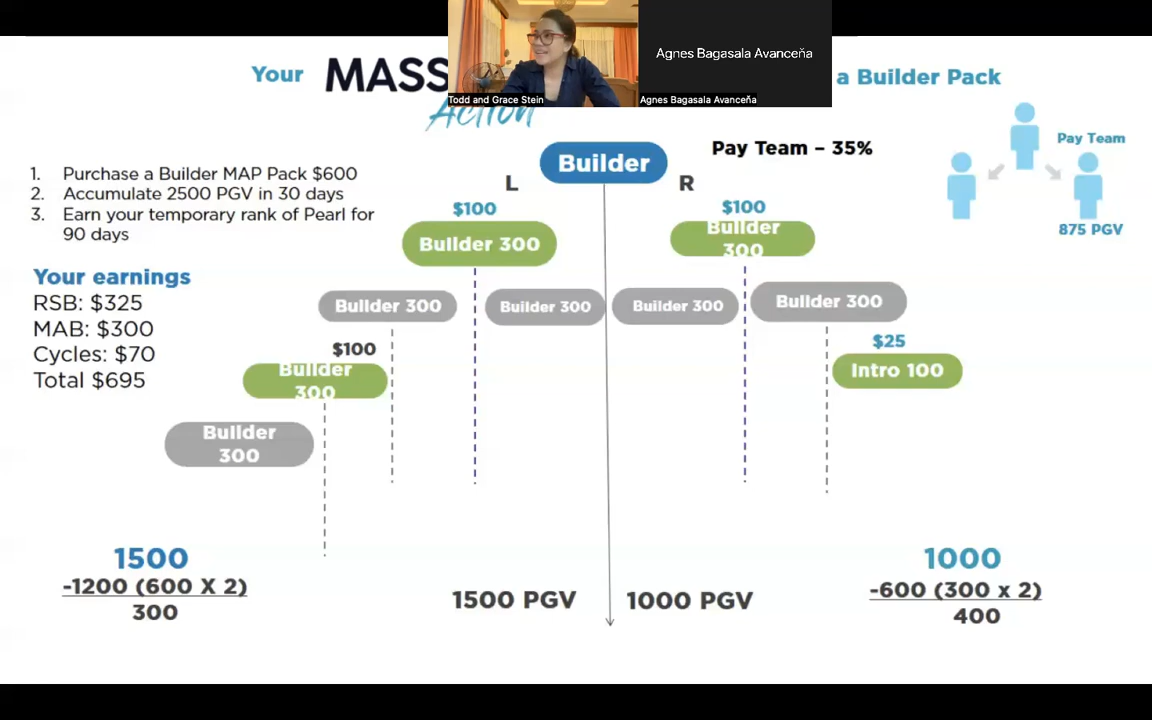 Your MASS
Action
a Builder Pack
Todd and Grace Stein
Agnes Bagasala Avanceňa
Agnes Bagasala Avanceňa
Pay Team – 35%
Pay Team
875 PGV
1. Purchase a Builder MAP Pack $600
2. Accumulate 2500 PGV in 30 days
3. Earn your temporary rank of Pearl for
90 days
Your earnings
RSB: $325
MAB: $300
Cycles: $70
Total $695
Builder
L
R
$100
$100
Builder 300
Builder
300
Builder 300
Builder 300
Builder 300
Builder 300
$100
$25
Builder
300
Intro 100
Builder
300
1500
-1200 (600 X 2)
300
1500 PGV
1000 PGV
1000
-600 (300 x 2)
400